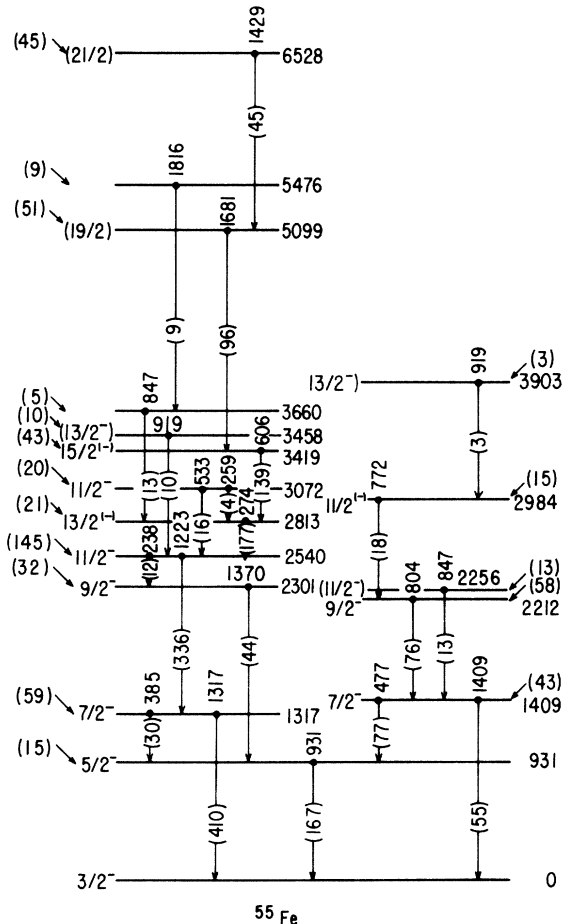 1429
(45) (21/2) 6528
(45)
1816
(9) 5476
(51) 1681
(19/2) 5099
(9) (96)
919 (3)
13/2⁻) 3903
(5) 847
3660
(10) (13/2⁻) 919 3458
(43) 15/2(⁻) 606 3419
(3)
(20) 11/2⁻ 533 259 3072
(13) (10) (139)
772 (15)
11/2(⁻) 2984
(21) 13/2(⁻) (16) (4) 274 2813
(145) 11/2⁻ 1223 (177) 2540
(18)
(32) 9/2⁻ (12) 238 1370 2301
804 847 (13)
(11/2⁻) 2256 (58)
9/2⁻ 2212
(336) (44)
(76) (13)
(59) 385 1317
7/2⁻ 1317
477 1409 (43)
7/2⁻ 1409
(30) (77)
(15) 931
5/2⁻ 931
(410) (167) (55)
3/2⁻ 0
⁵⁵Fe